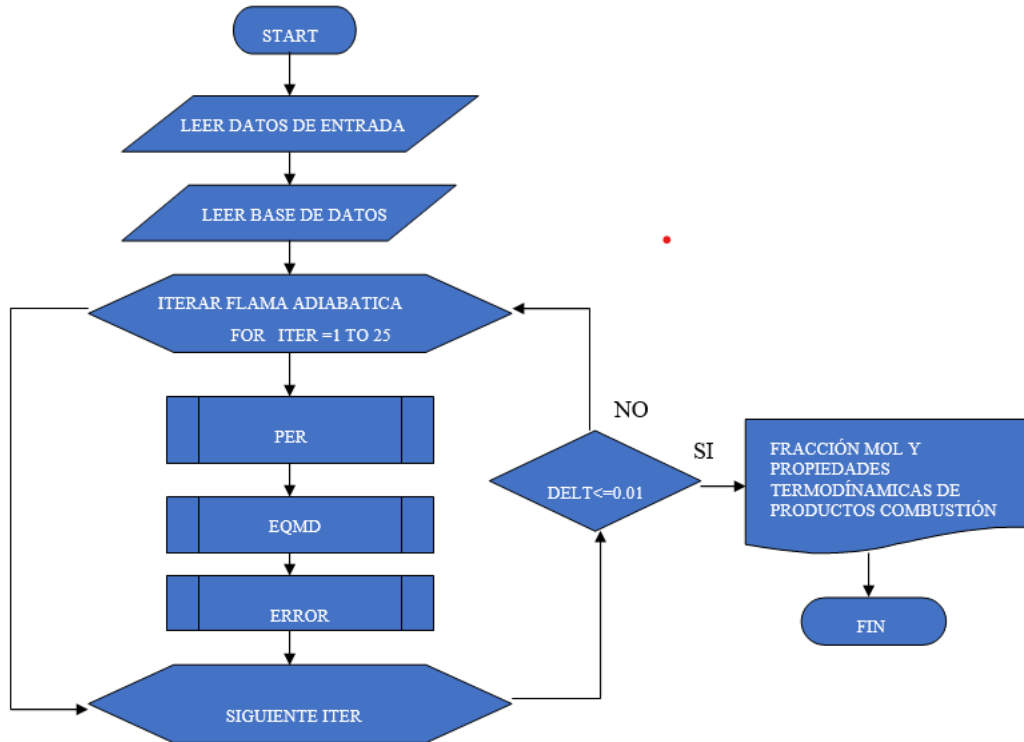 START
LEER DATOS DE ENTRADA
LEER BASE DE DATOS
ITERAR FLAMA ADIABATICA
FOR ITER =1 TO 25
PER
EQMD
ERROR
SIGUIENTE ITER
NO
DELT<=0.01
SI
FRACCIÓN MOL Y
PROPIEDADES
TERMODÍNAMICAS DE
PRODUCTOS COMBUSTIÓN
FIN